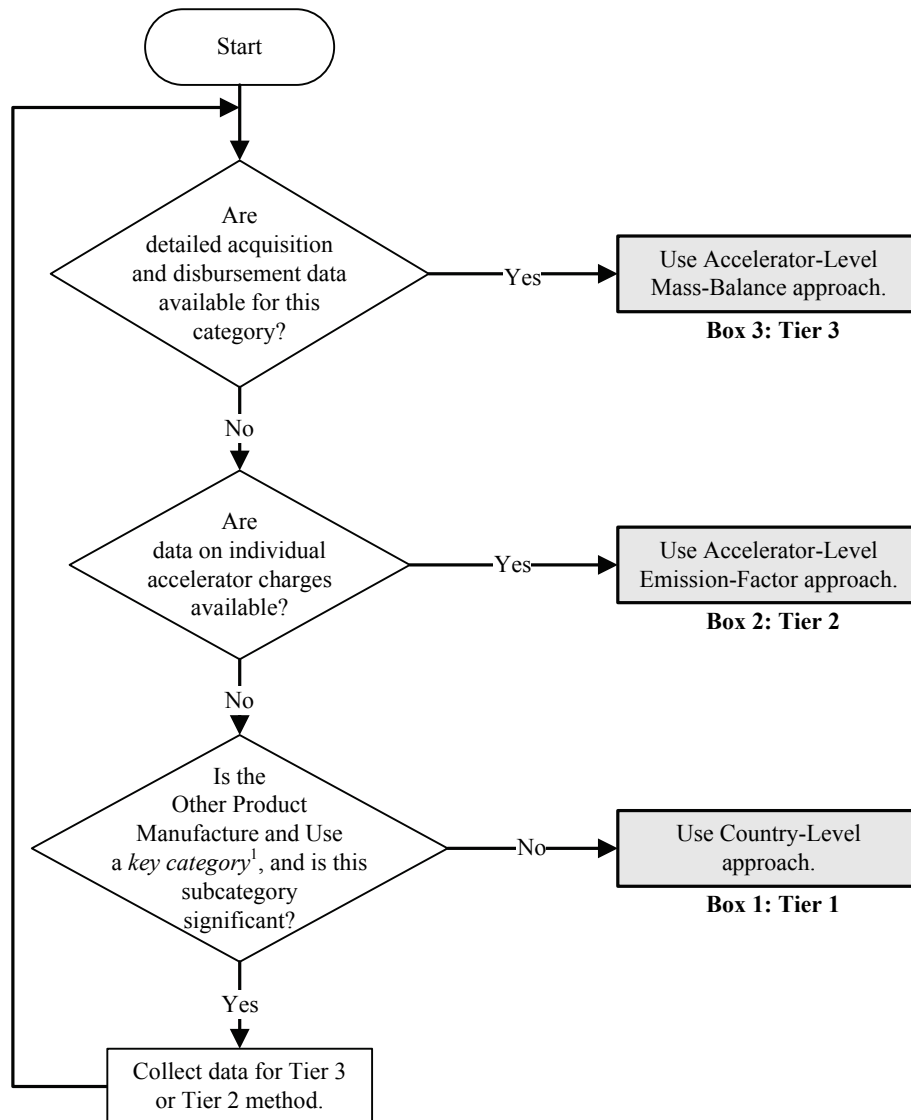 Start
Are
detailed acquisition
and disbursement data
available for this
category?
Yes
Use Accelerator-Level
Mass-Balance approach.
Box 3: Tier 3
No
Are
data on individual
accelerator charges
available?
Yes
Use Accelerator-Level
Emission-Factor approach.
Box 2: Tier 2
No
Is the
Other Product
Manufacture and Use
a key category¹, and is this
subcategory
significant?
No
Use Country-Level
approach.
Box 1: Tier 1
Yes
Collect data for Tier 3
or Tier 2 method.